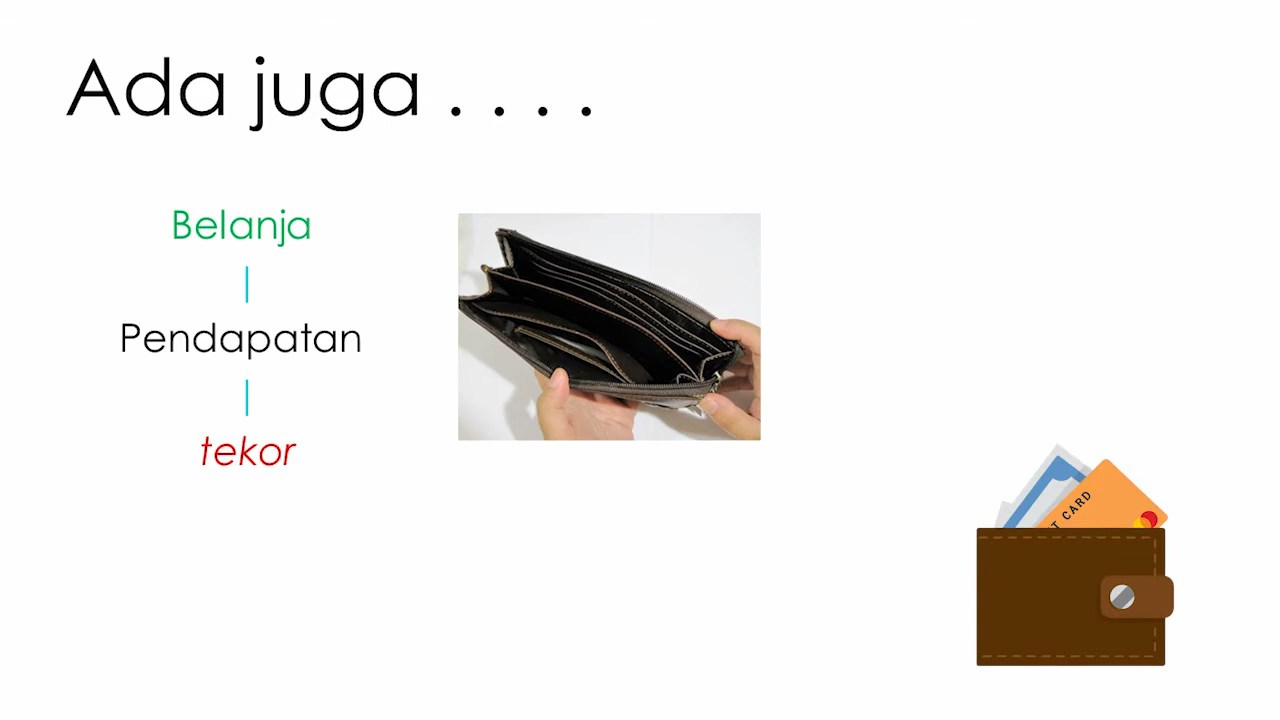 Ada juga . . . .
Belanja
Pendapatan
tekor
T CARD